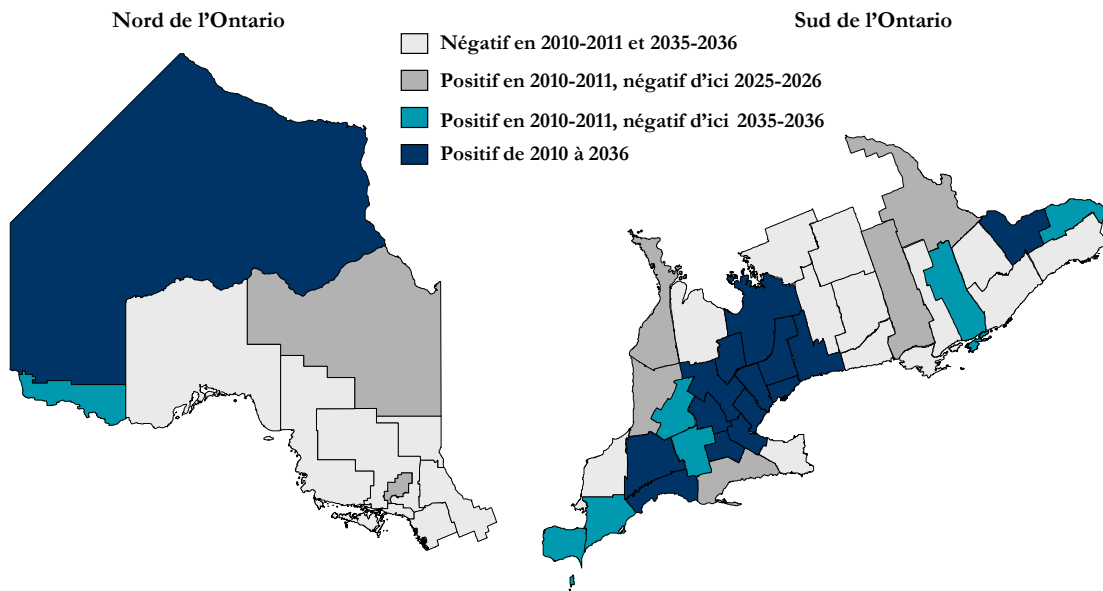 Nord de l'Ontario
Sud de l'Ontario
Négatif en 2010-2011 et 2035-2036
Positif en 2010-2011, négatif d'ici 2025-2026
Positif en 2010-2011, négatif d'ici 2035-2036
Positif de 2010 à 2036